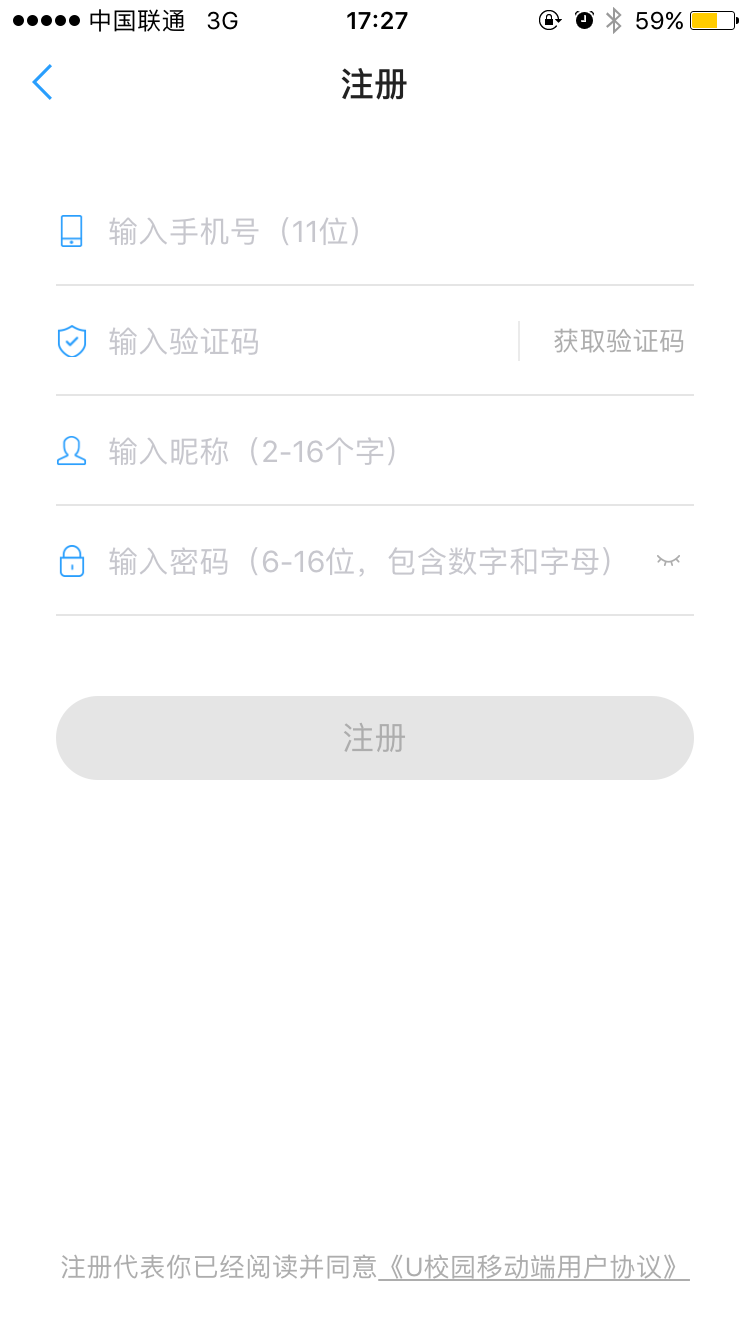 中国联通 3G 17:27 59%
注册
输入手机号（11位）
输入验证码 获取验证码
输入昵称（2-16个字）
输入密码（6-16位，包含数字和字母）
注册
注册代表你已经阅读并同意《U校园移动端用户协议》